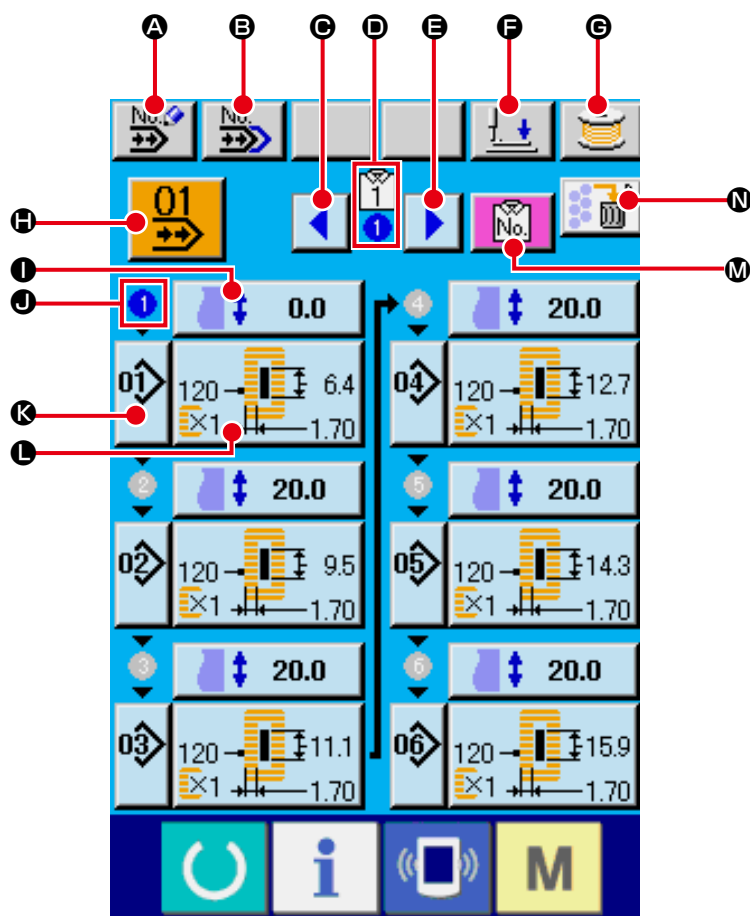 A B C D E F G
No. No.
H 01 1 1 No. N
M
I
J 1 0.0 4 20.0
K 01 120 6.4 04 120 12.7
L ×1 1.70 ×1 1.70
2 20.0 5 20.0
02 120 9.5 05 120 14.3
×1 1.70 ×1 1.70
3 20.0 6 20.0
03 120 11.1 06 120 15.9
×1 1.70 ×1 1.70
i M